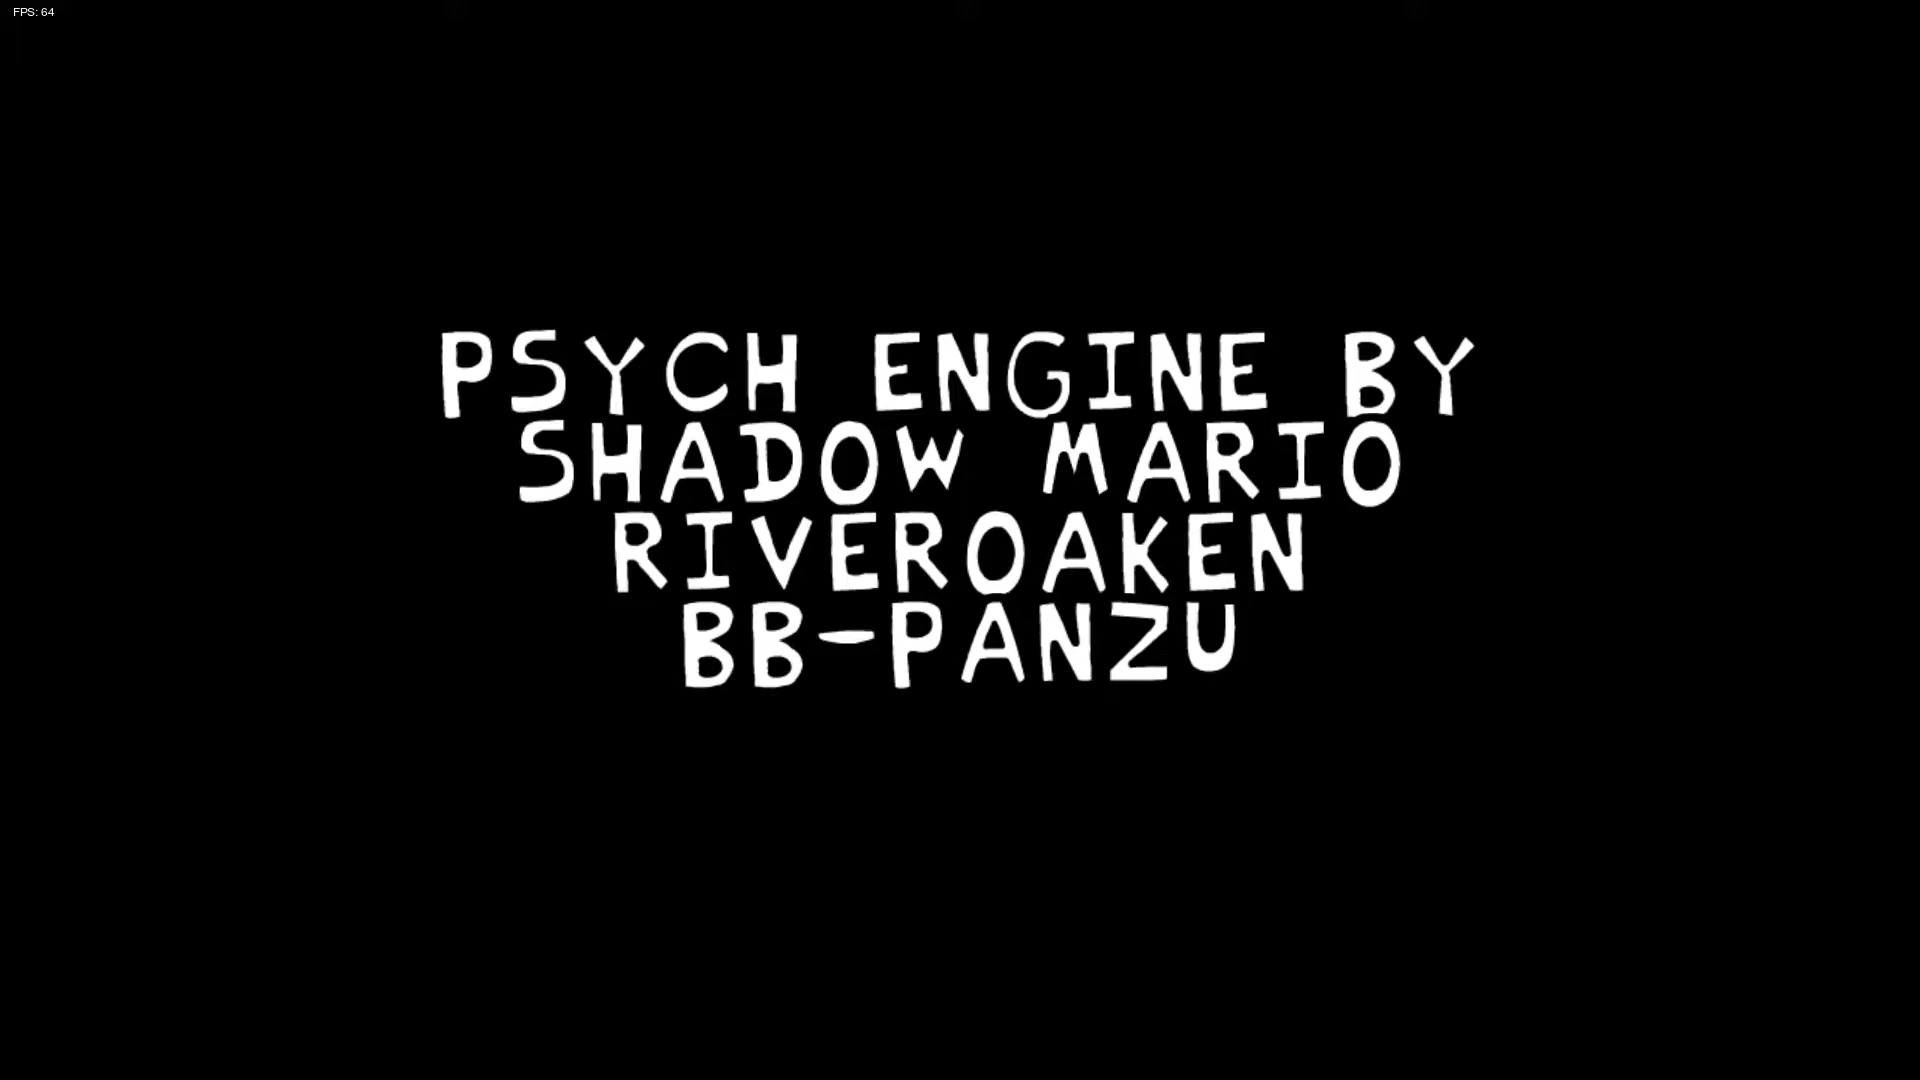 FPS: 64
PSYCH ENGINE BY
SHADOW MARIO
RIVEROAKEN
BB-PANZU